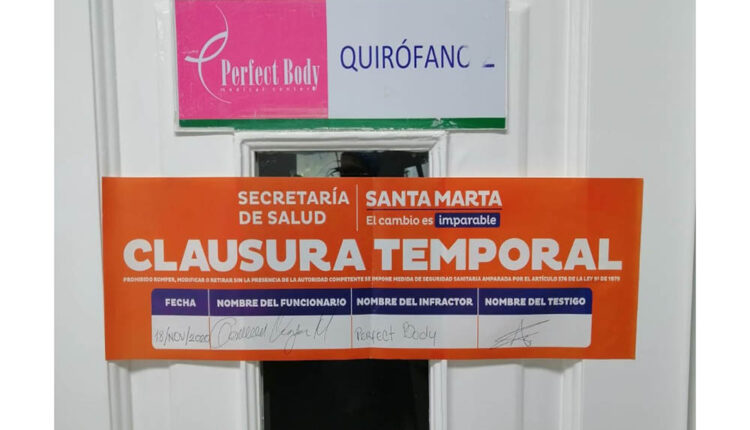 Perfect Body
medical center
QUIRÓFANO 2
SECRETARÍA
DE SALUD
SANTA MARTA
El cambio es imparable
CLAUSURA TEMPORAL
PROHIBIDO ROMPER, MODIFICAR O RETIRAR SIN LA PRESENCIA DE LA AUTORIDAD COMPETENTE SE IMPONE MEDIDA DE SEGURIDAD SANITARIA AMPARADA POR EL ARTÍCULO 576 DE LA LEY 9ª DE 1979
FECHA NOMBRE DEL FUNCIONARIO NOMBRE DEL INFRACTOR NOMBRE DEL TESTIGO
18/NOV/2020 Perfect Body